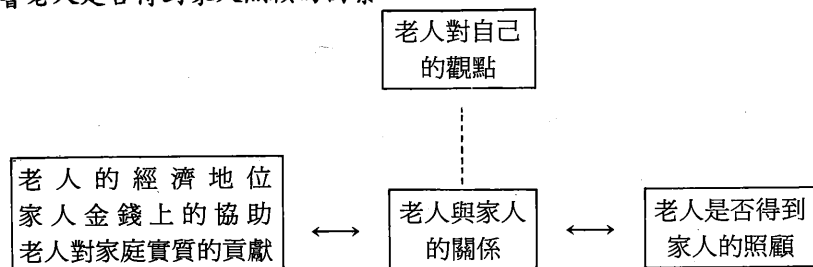 老人對自己
的觀點
老人的經濟地位
家人金錢上的協助
老人對家庭實質的貢獻
老人與家人
的關係
老人是否得到
家人的照顧